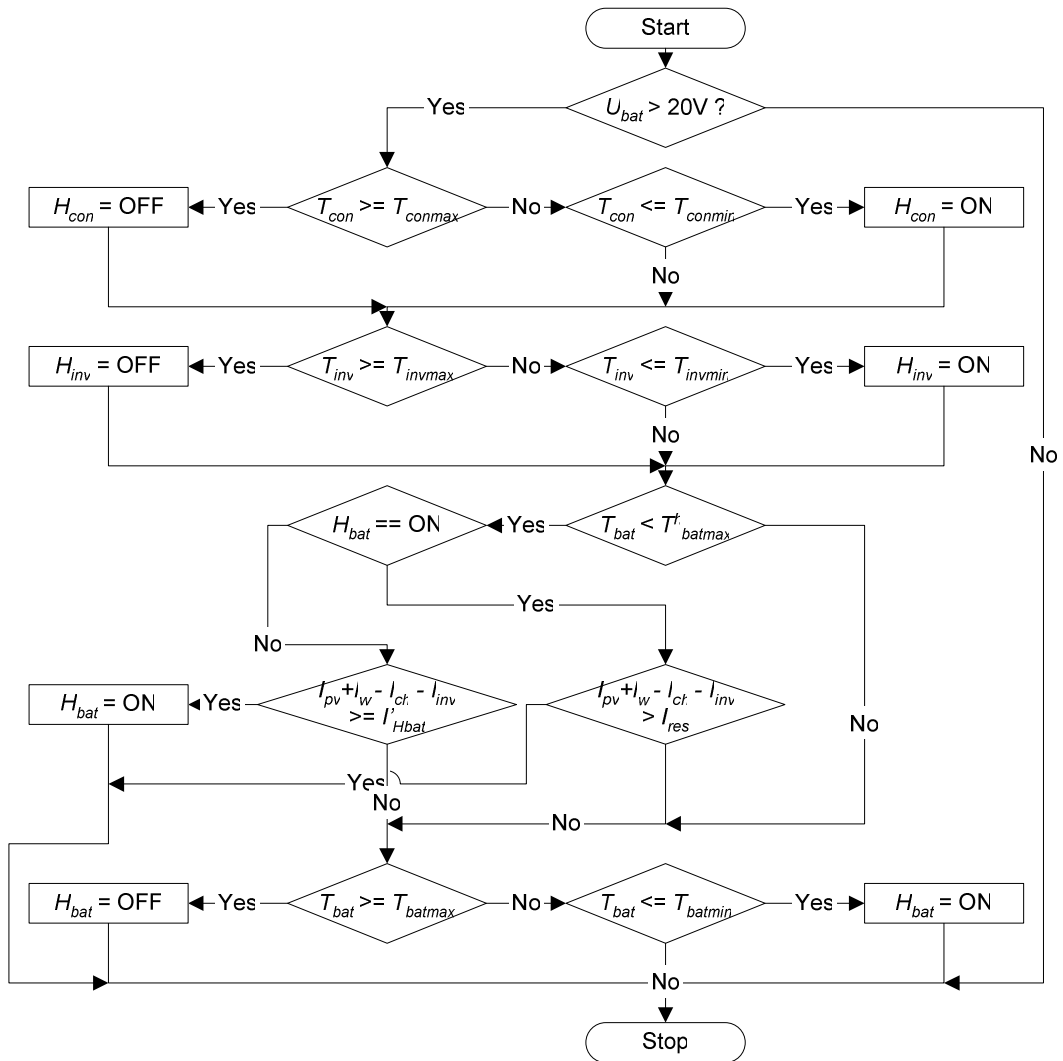 Start
U_bat > 20V ?
Yes
H_con = OFF
Yes
T_con >= T_conmax
No
T_con <= T_conmin
Yes
H_con = ON
No
H_inv = OFF
Yes
T_inv >= T_invmax
No
T_inv <= T_invmin
Yes
H_inv = ON
No
No
H_bat == ON
Yes
T_bat < T^h_batmax
Yes
No
H_bat = ON
Yes
I_pv+I_w - I_ch - I_inv
>= I'_Hbat
I_pv+I_w - I_ch - I_inv
> I_res
No
Yes
No
No
H_bat = OFF
Yes
T_bat >= T_batmax
No
T_bat <= T_batmin
Yes
H_bat = ON
No
Stop